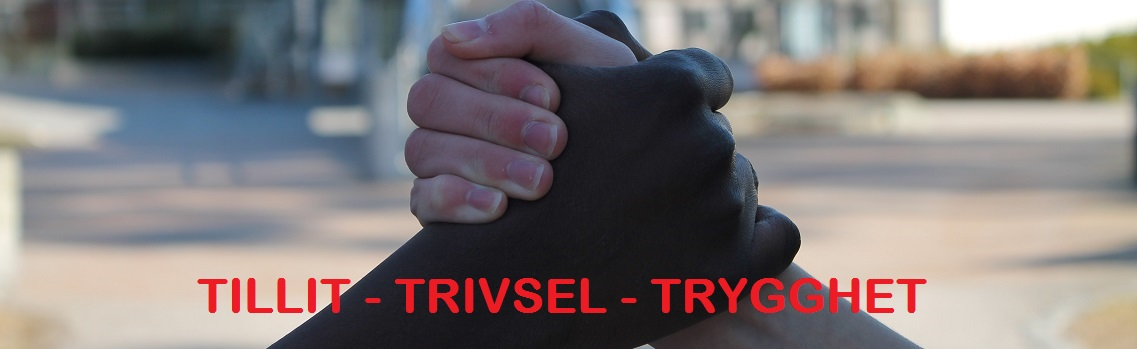 TILLIT - TRIVSEL - TRYGGHET